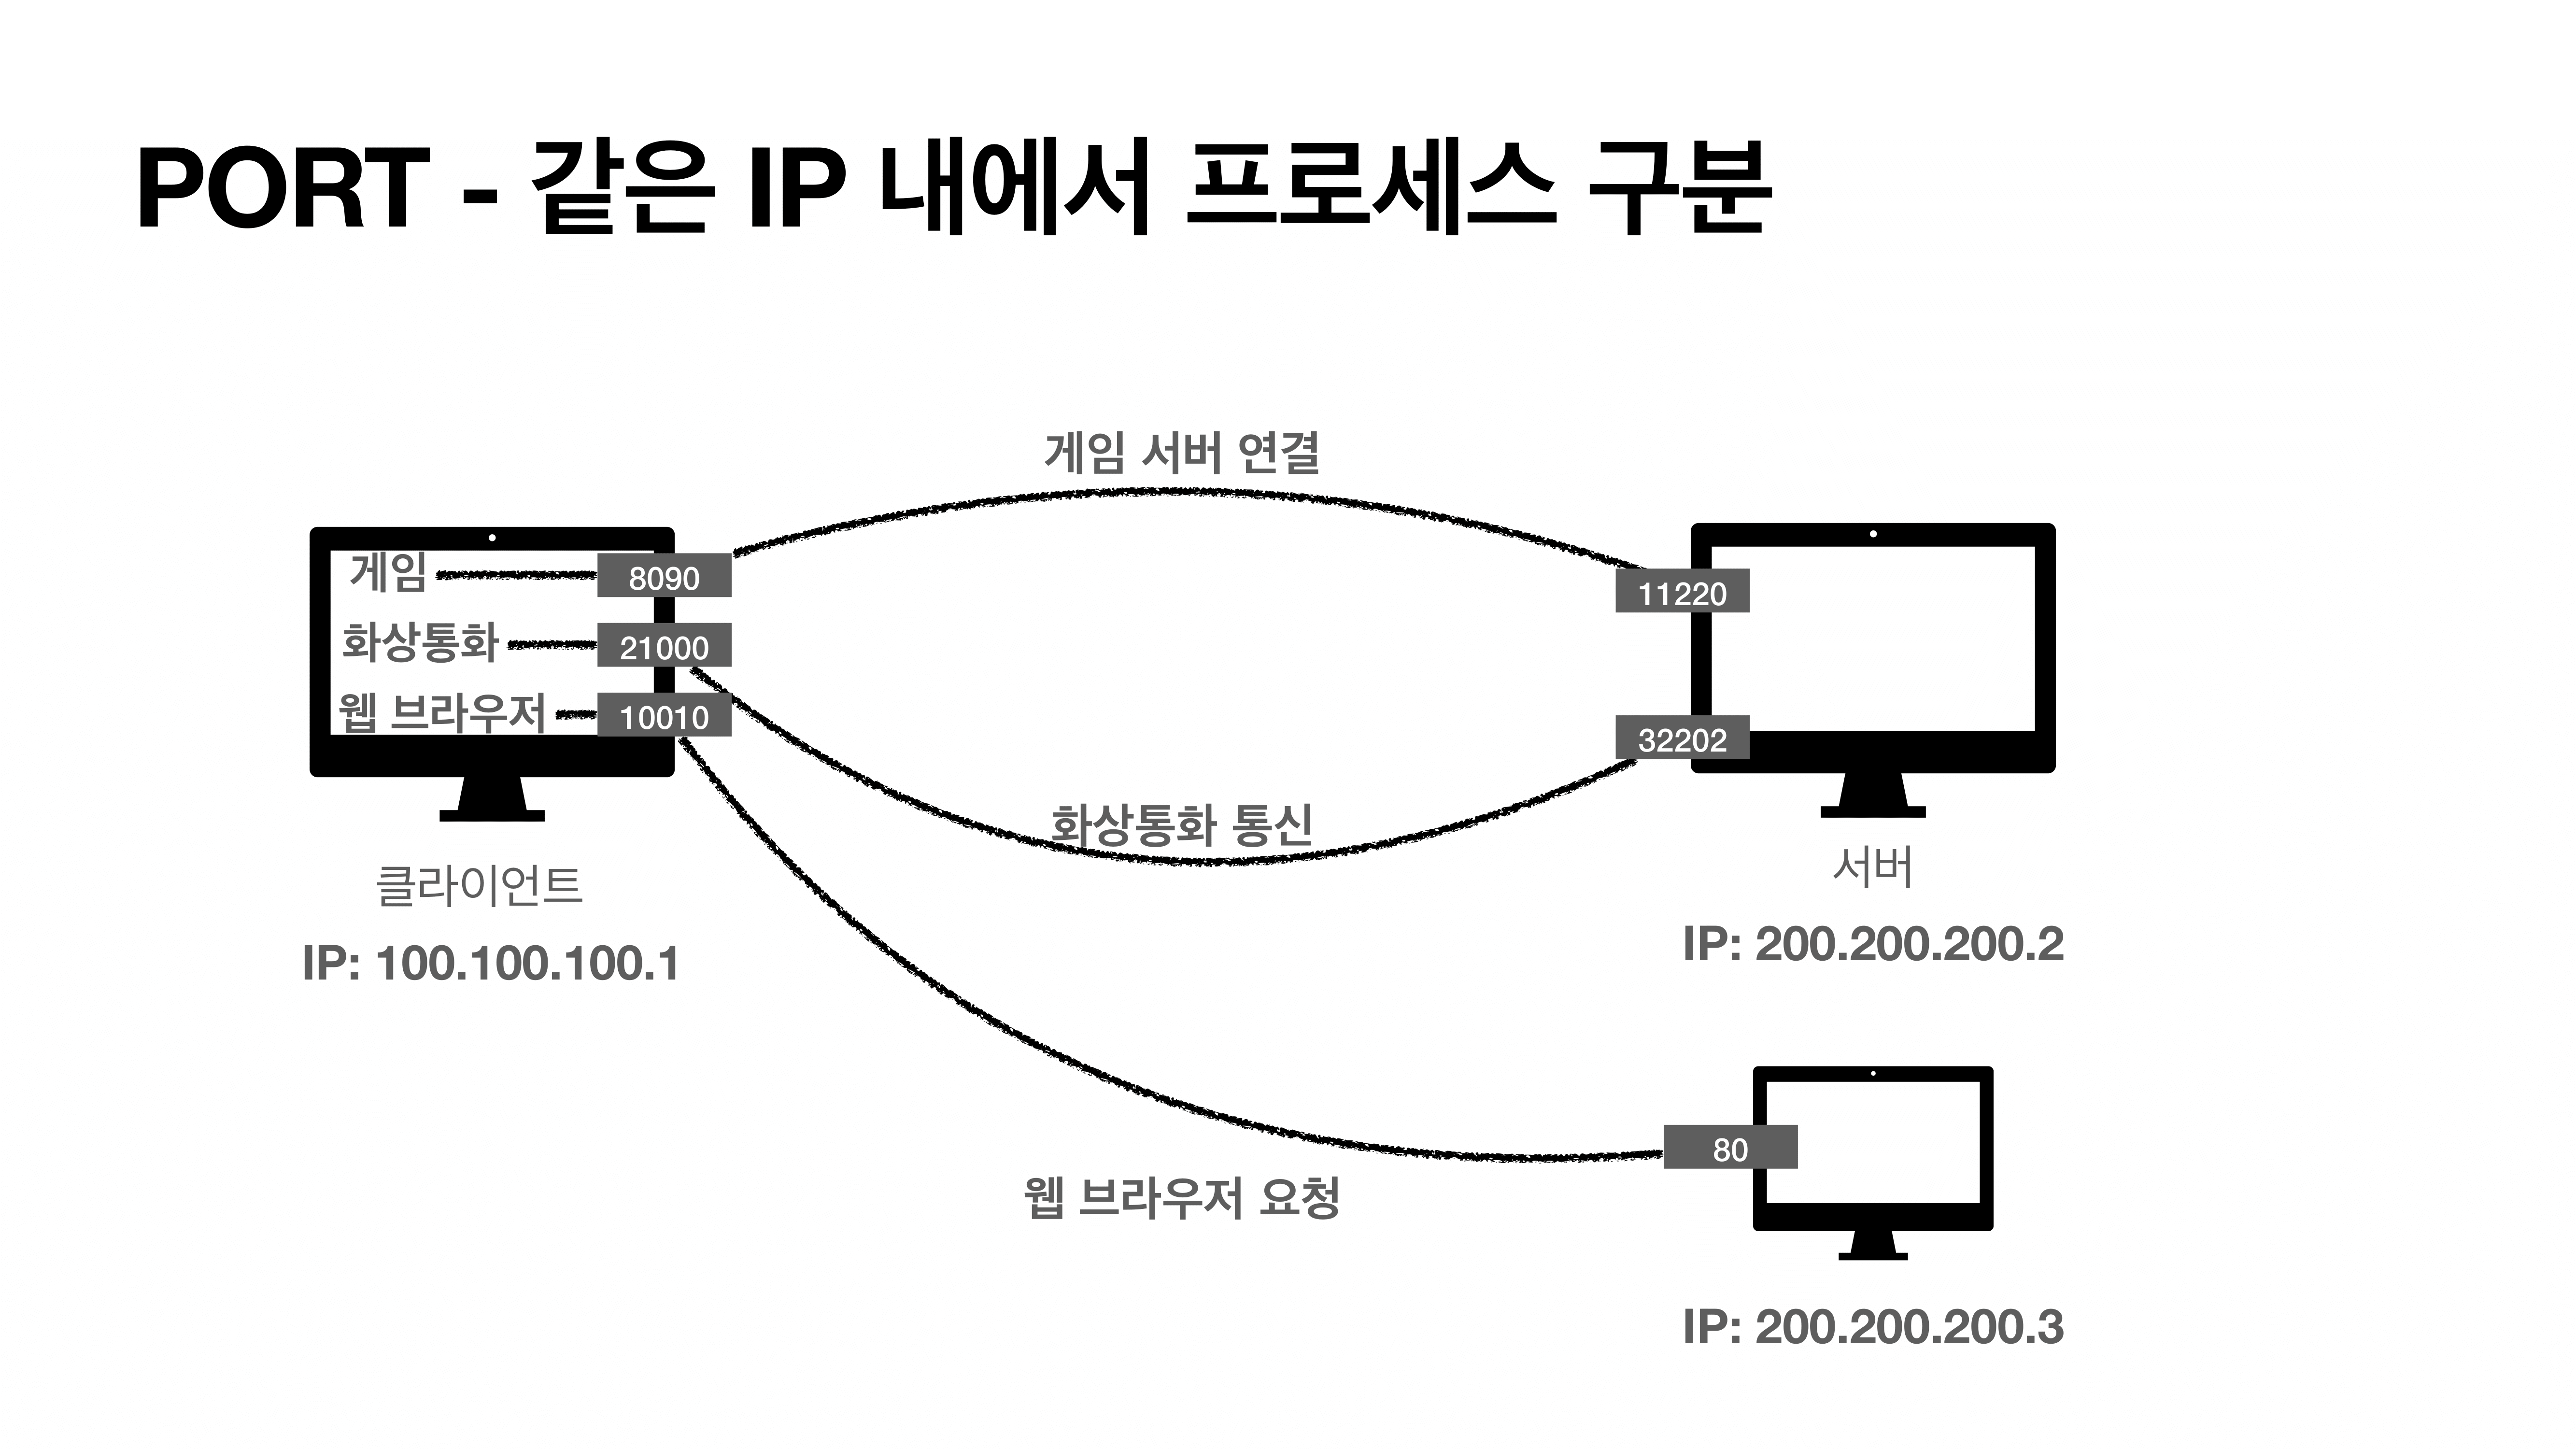 PORT - 같은 IP 내에서 프로세스 구분
게임 서버 연결
게임
8090
11220
화상통화
21000
웹 브라우저
10010
32202
화상통화 통신
클라이언트
IP: 100.100.100.1
서버
IP: 200.200.200.2
80
웹 브라우저 요청
IP: 200.200.200.3